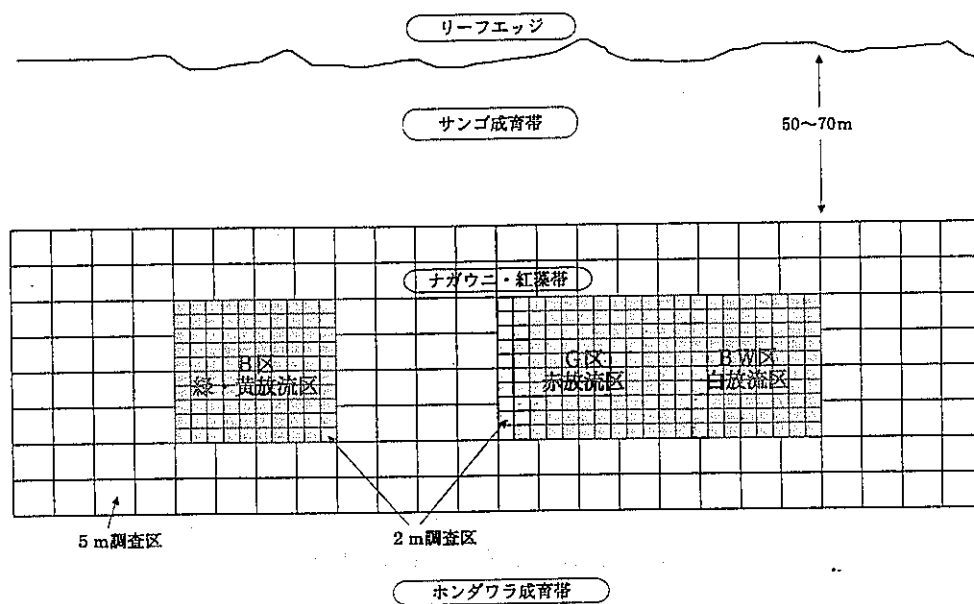 リーフエッジ
サンゴ成育帯
50～70m
ナガウニ・紅藻帯
B区
緑・黄放流区
G区
赤放流区
BW区
白放流区
5m調査区
2m調査区
ホンダワラ成育帯